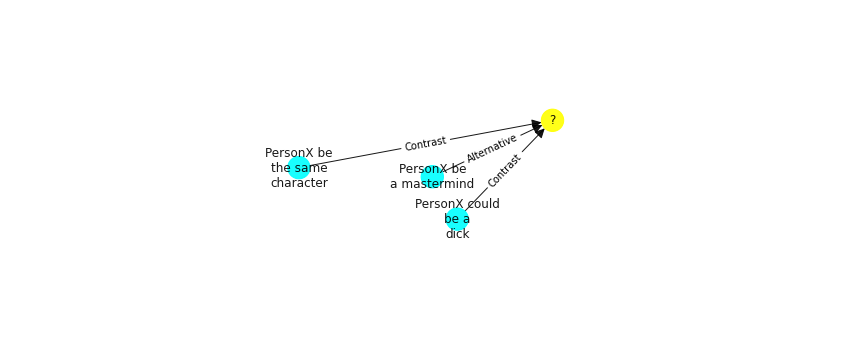 ?
Contrast
Alternative
Contrast
PersonX be
the same
character
PersonX be
a mastermind
PersonX could
be a
dick